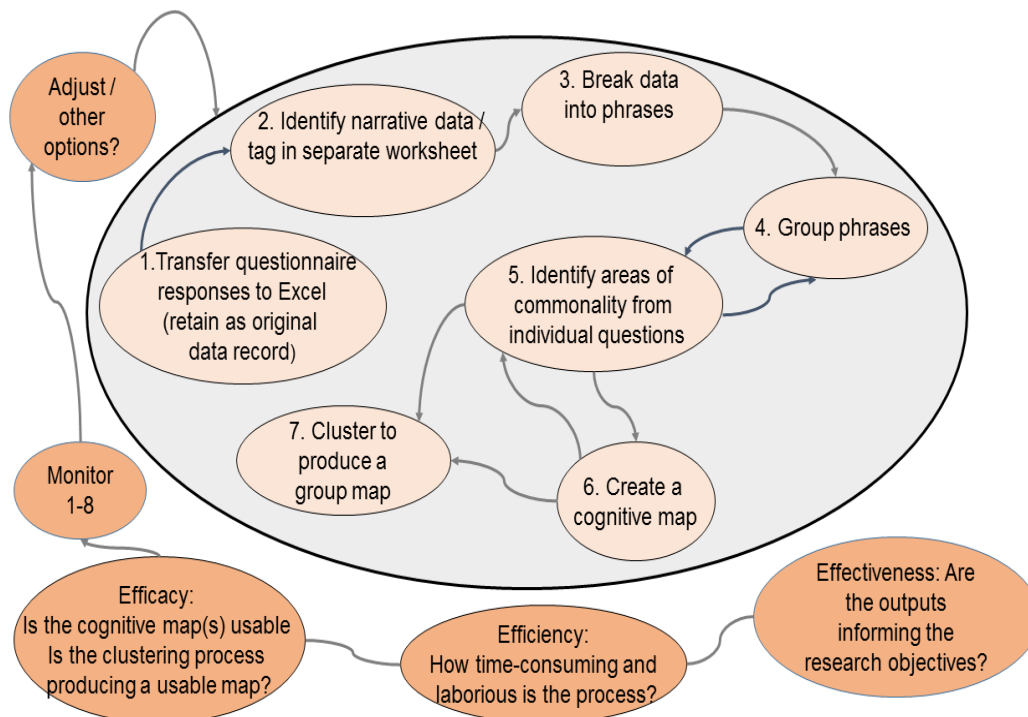 Adjust /
other
options?
2. Identify narrative data /
tag in separate worksheet
3. Break data
into phrases
4. Group phrases
1.Transfer questionnaire
responses to Excel
(retain as original
data record)
5. Identify areas of
commonality from
individual questions
7. Cluster to
produce a
group map
6. Create a
cognitive map
Monitor
1-8
Efficacy:
Is the cognitive map(s) usable
Is the clustering process
producing a usable map?
Efficiency:
How time-consuming and
laborious is the process?
Effectiveness: Are
the outputs
informing the
research objectives?